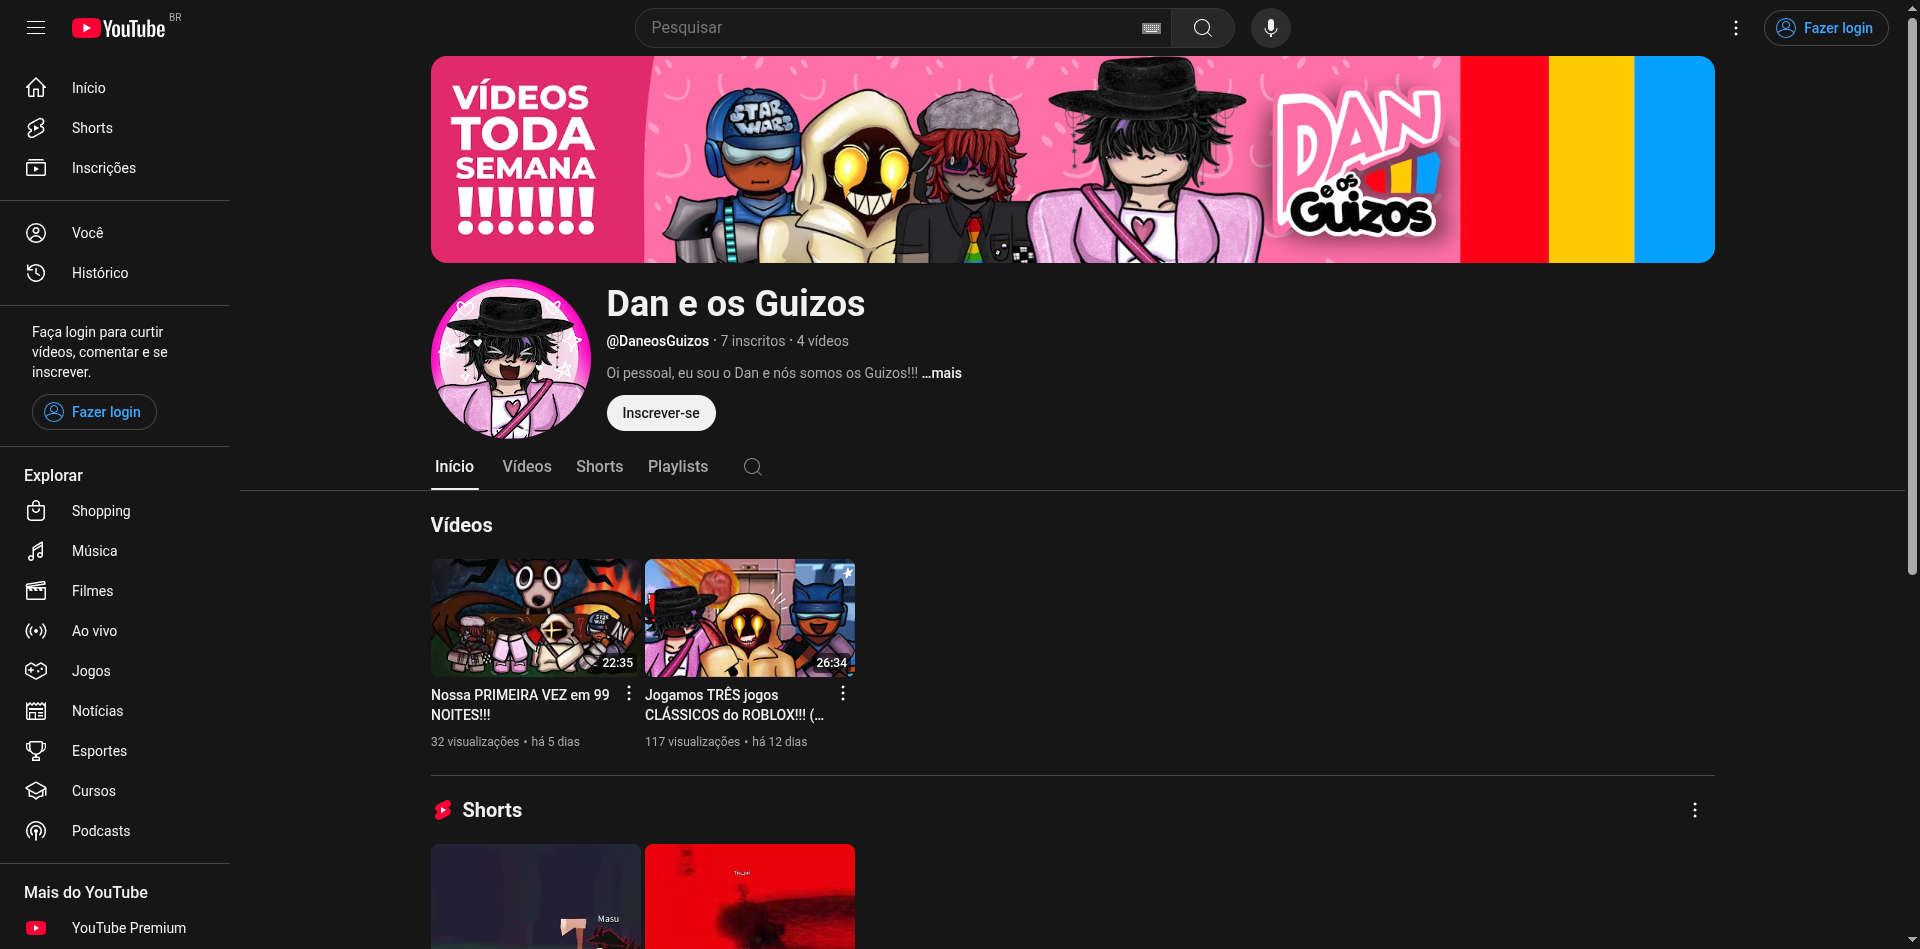 YouTube BR
Pesquisar
Fazer login
Início
Shorts
Inscrições
Você
Histórico
Faça login para curtir
vídeos, comentar e se
inscrever.
Fazer login
Explorar
Shopping
Música
Filmes
Ao vivo
Jogos
Notícias
Esportes
Cursos
Podcasts
Mais do YouTube
YouTube Premium
VÍDEOS
TODA
SEMANA
!!!!!!!
STAR
WARS
DAN
e os
Guizos
Dan e os Guizos
@DaneosGuizos • 7 inscritos • 4 vídeos
Oi pessoal, eu sou o Dan e nós somos os Guizos!!! ...mais
Inscrever-se
Início
Vídeos
Shorts
Playlists
Vídeos
STAR
WARS
22:35
Nossa PRIMEIRA VEZ em 99
NOITES!!!
32 visualizações • há 5 dias
26:34
Jogamos TRÊS jogos
CLÁSSICOS do ROBLOX!!! (...
117 visualizações • há 12 dias
Shorts
Masu